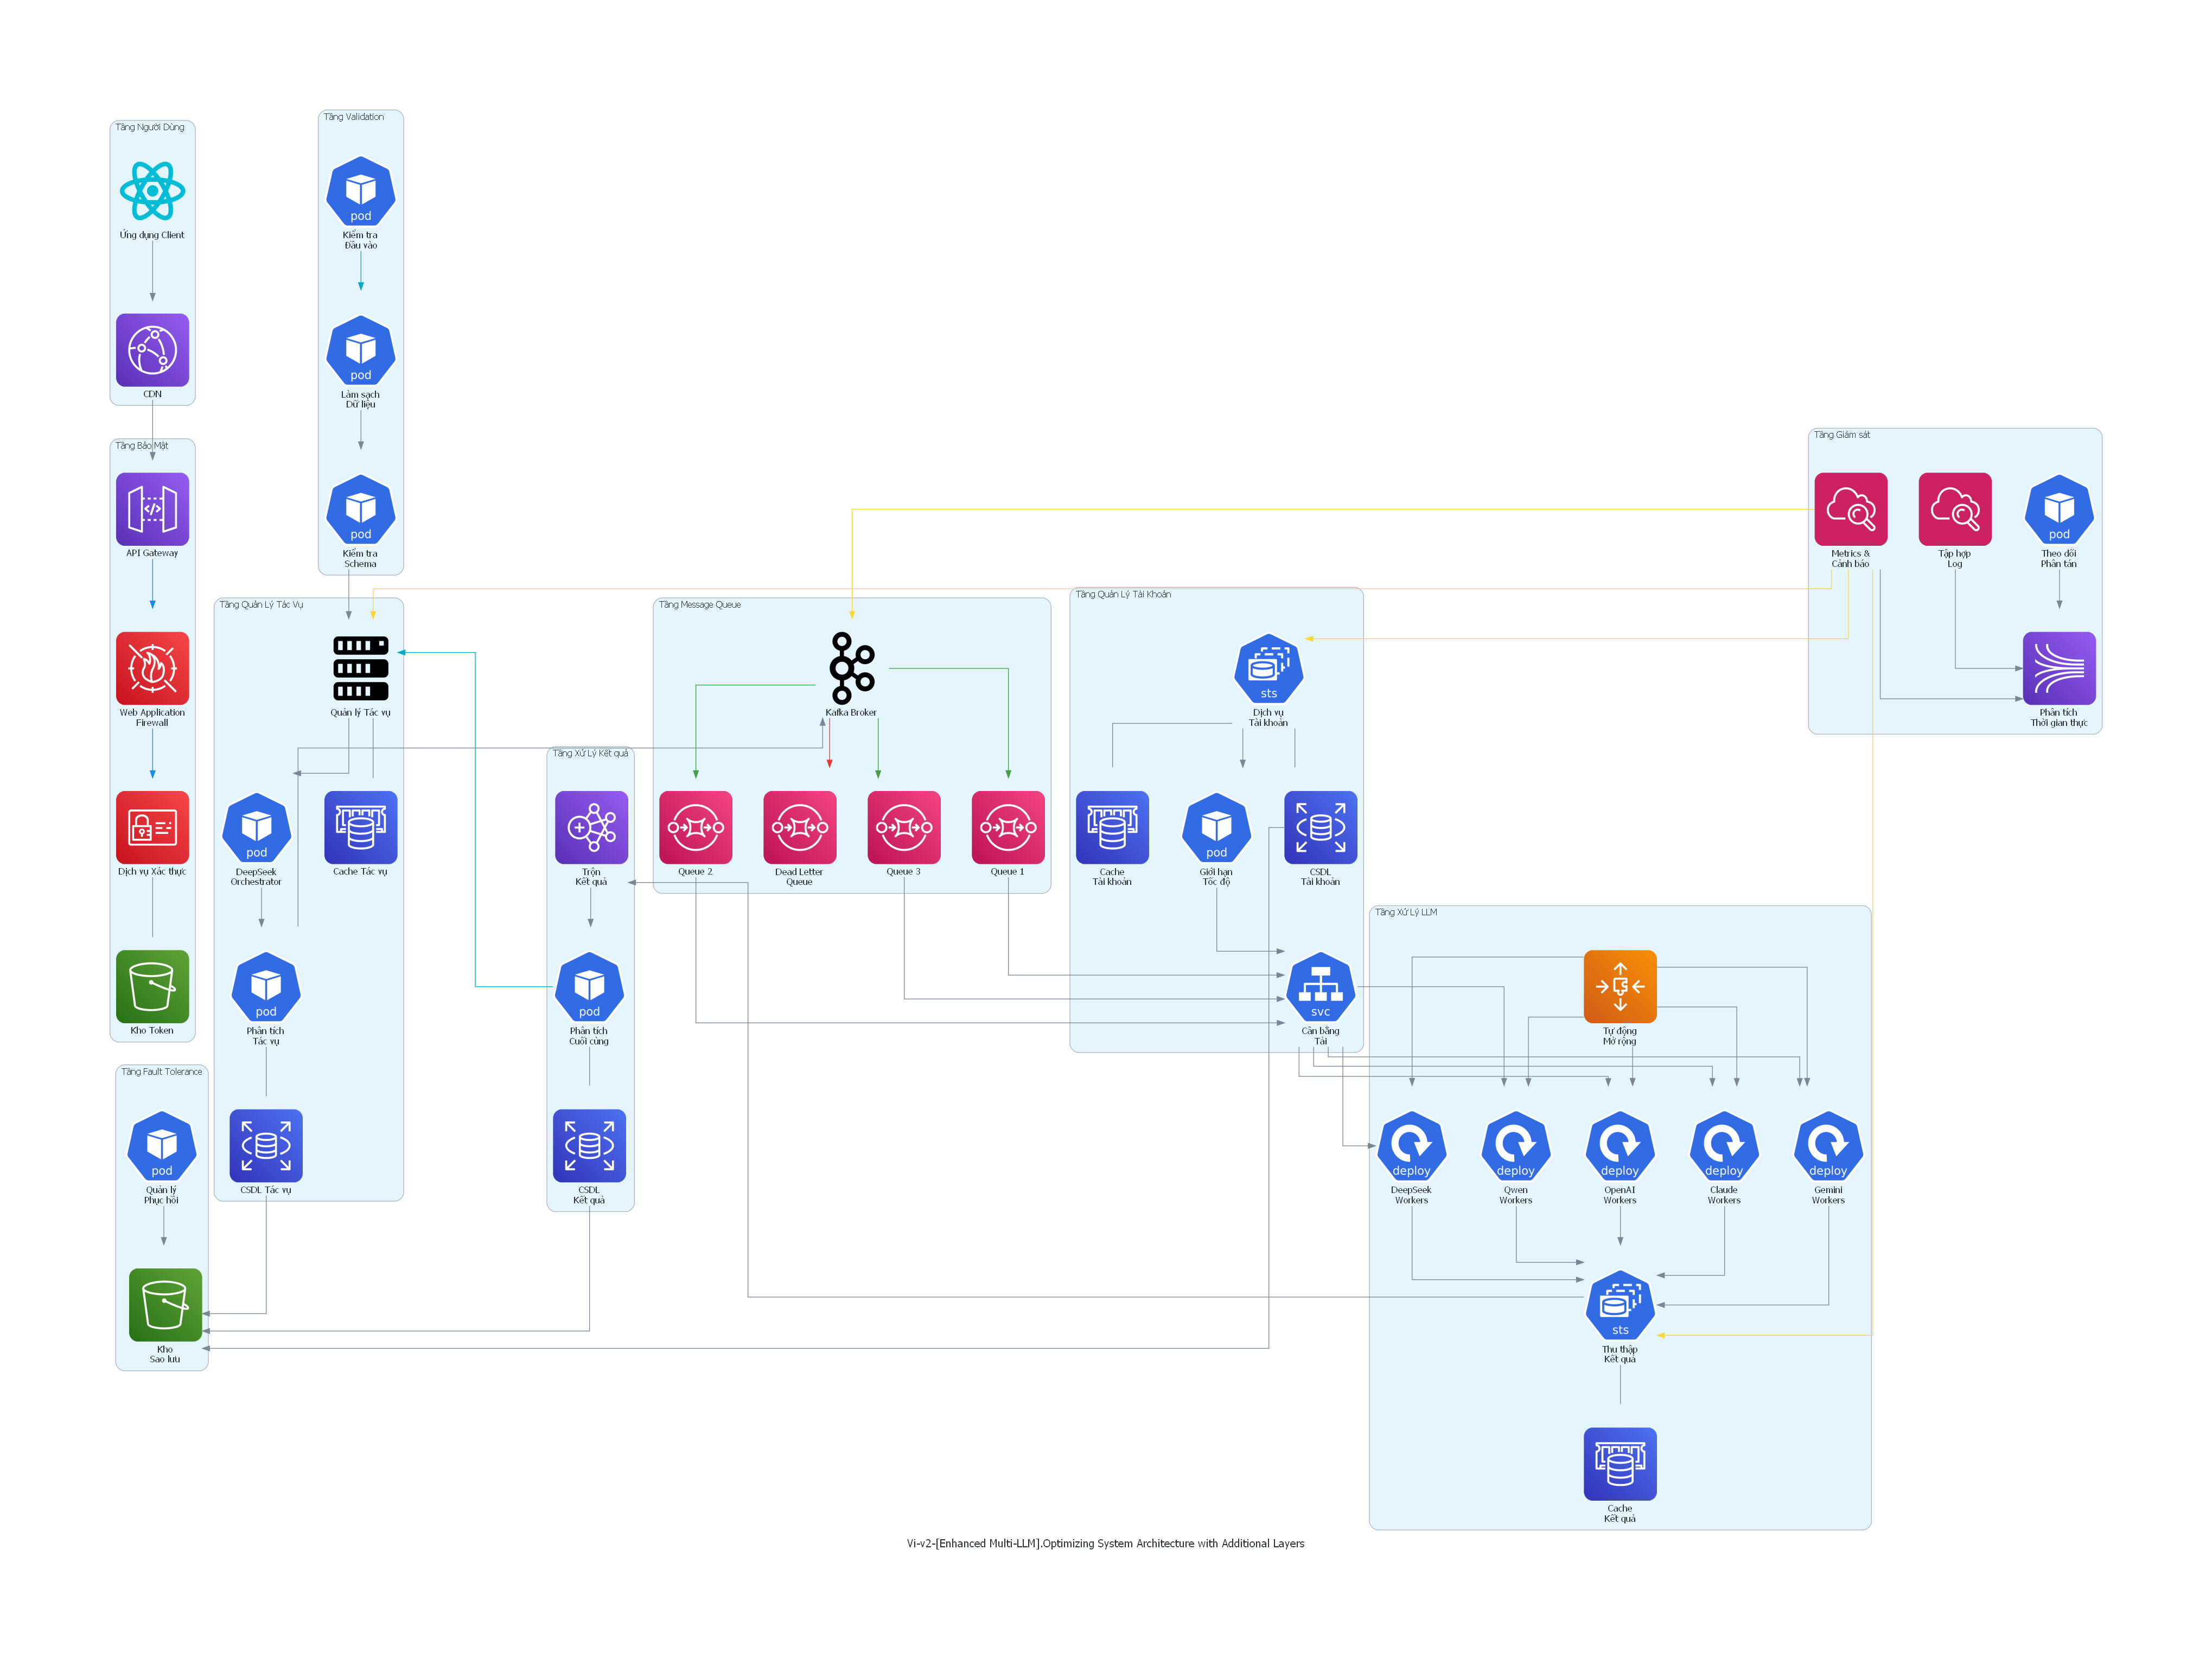 Tầng Người Dùng
Ứng dụng Client
CDN
Tầng Bảo Mật
API Gateway
Web Application
Firewall
Dịch vụ Xác thực
Kho Token
Tầng Fault Tolerance
pod
Quản lý
Phục hồi
Kho
Sao lưu
Tầng Validation
pod
Kiểm tra
Đầu vào
pod
Làm sạch
Dữ liệu
pod
Kiểm tra
Schema
Tầng Quản Lý Tác Vụ
Quản lý Tác vụ
pod
DeepSeek
Orchestrator
Cache Tác vụ
pod
Phân tích
Tác vụ
CSDL Tác vụ
Tầng Xử Lý Kết quả
Trộn
Kết quả
pod
Phân tích
Cuối cùng
CSDL
Kết quả
Tầng Message Queue
Kafka Broker
Queue 2
Dead Letter
Queue
Queue 3
Queue 1
Tầng Quản Lý Tài Khoản
sts
Dịch vụ
Tài khoản
Cache
Tài khoản
pod
Giới hạn
Tốc độ
CSDL
Tài khoản
svc
Cân bằng
Tải
Tầng Xử Lý LLM
Tự động
Mở rộng
deploy
DeepSeek
Workers
deploy
Qwen
Workers
deploy
OpenAI
Workers
deploy
Claude
Workers
deploy
Gemini
Workers
sts
Thu thập
Kết quả
Cache
Kết quả
Tầng Giám sát
Metrics &
Cảnh báo
Tập hợp
Log
pod
Theo dõi
Phân tán
Phân tích
Thời gian thực
Vi-v2-[Enhanced Multi-LLM].Optimizing System Architecture with Additional Layers